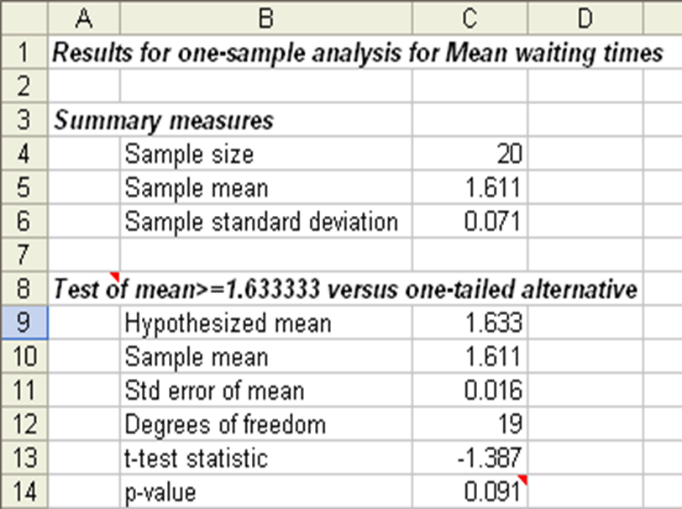 A B C D
1 Results for one-sample analysis for Mean waiting times
2
3 Summary measures
4 Sample size 20
5 Sample mean 1.611
6 Sample standard deviation 0.071
7
8 Test of mean>=1.633333 versus one-tailed alternative
9 Hypothesized mean 1.633
10 Sample mean 1.611
11 Std error of mean 0.016
12 Degrees of freedom 19
13 t-test statistic -1.387
14 p-value 0.091